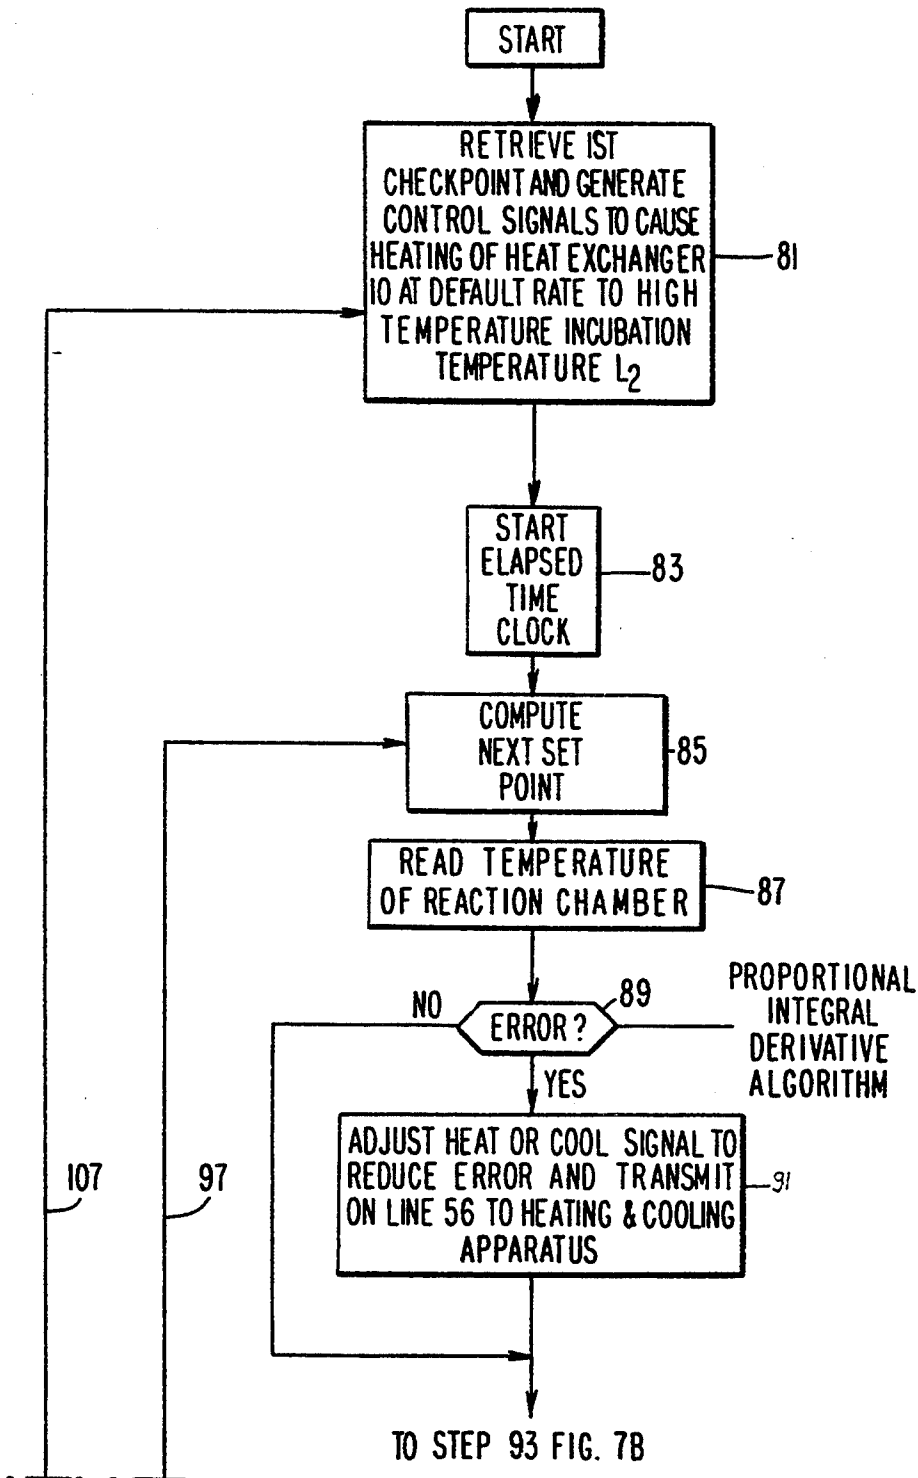 START
RETRIEVE 1ST
CHECKPOINT AND GENERATE
CONTROL SIGNALS TO CAUSE
HEATING OF HEAT EXCHANGER
10 AT DEFAULT RATE TO HIGH
TEMPERATURE INCUBATION
TEMPERATURE L2
81
START
ELAPSED
TIME
CLOCK
83
COMPUTE
NEXT SET
POINT
85
READ TEMPERATURE
OF REACTION CHAMBER
87
NO
ERROR?
89
PROPORTIONAL
INTEGRAL
DERIVATIVE
ALGORITHM
YES
ADJUST HEAT OR COOL SIGNAL TO
REDUCE ERROR AND TRANSMIT
ON LINE 56 TO HEATING & COOLING
APPARATUS
91
107
97
TO STEP 93 FIG. 7B